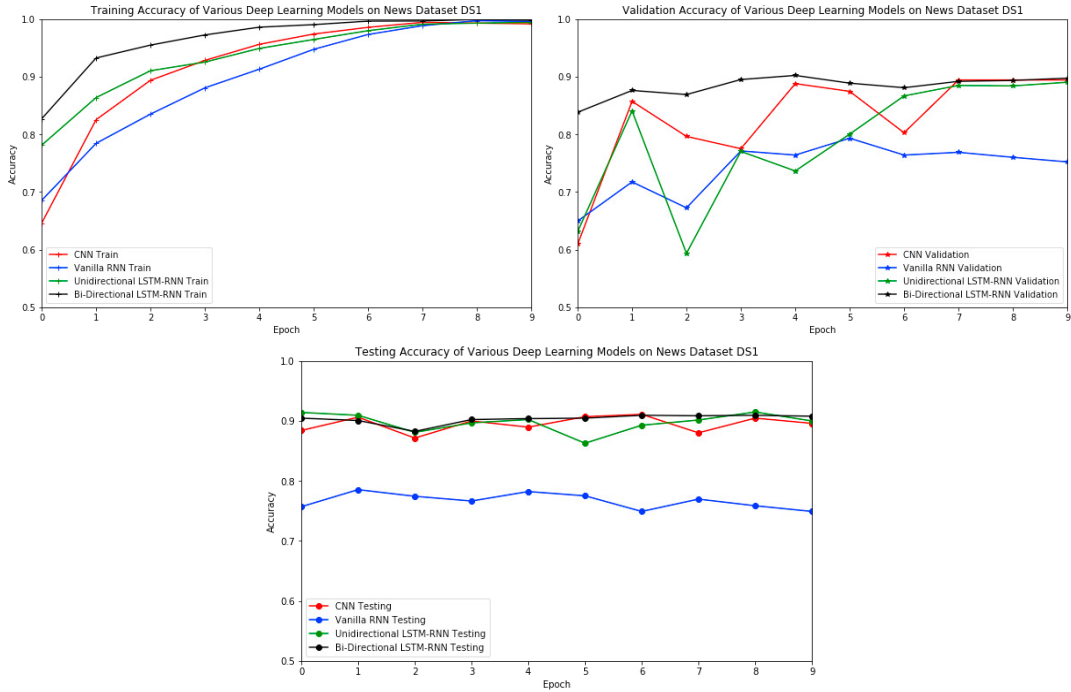 Training Accuracy of Various Deep Learning Models on News Dataset DS1
1.0
0.9
0.8
0.7
0.6
0.5
Accuracy
CNN Train
Vanilla RNN Train
Unidirectional LSTM-RNN Train
Bi-Directional LSTM-RNN Train
0 1 2 3 4 5 6 7 8 9
Epoch
Validation Accuracy of Various Deep Learning Models on News Dataset DS1
1.0
0.9
0.8
0.7
0.6
0.5
Accuracy
CNN Validation
Vanilla RNN Validation
Unidirectional LSTM-RNN Validation
Bi-Directional LSTM-RNN Validation
0 1 2 3 4 5 6 7 8 9
Epoch
Testing Accuracy of Various Deep Learning Models on News Dataset DS1
1.0
0.9
0.8
0.7
0.6
0.5
Accuracy
CNN Testing
Vanilla RNN Testing
Unidirectional LSTM-RNN Testing
Bi-Directional LSTM-RNN Testing
0 1 2 3 4 5 6 7 8 9
Epoch